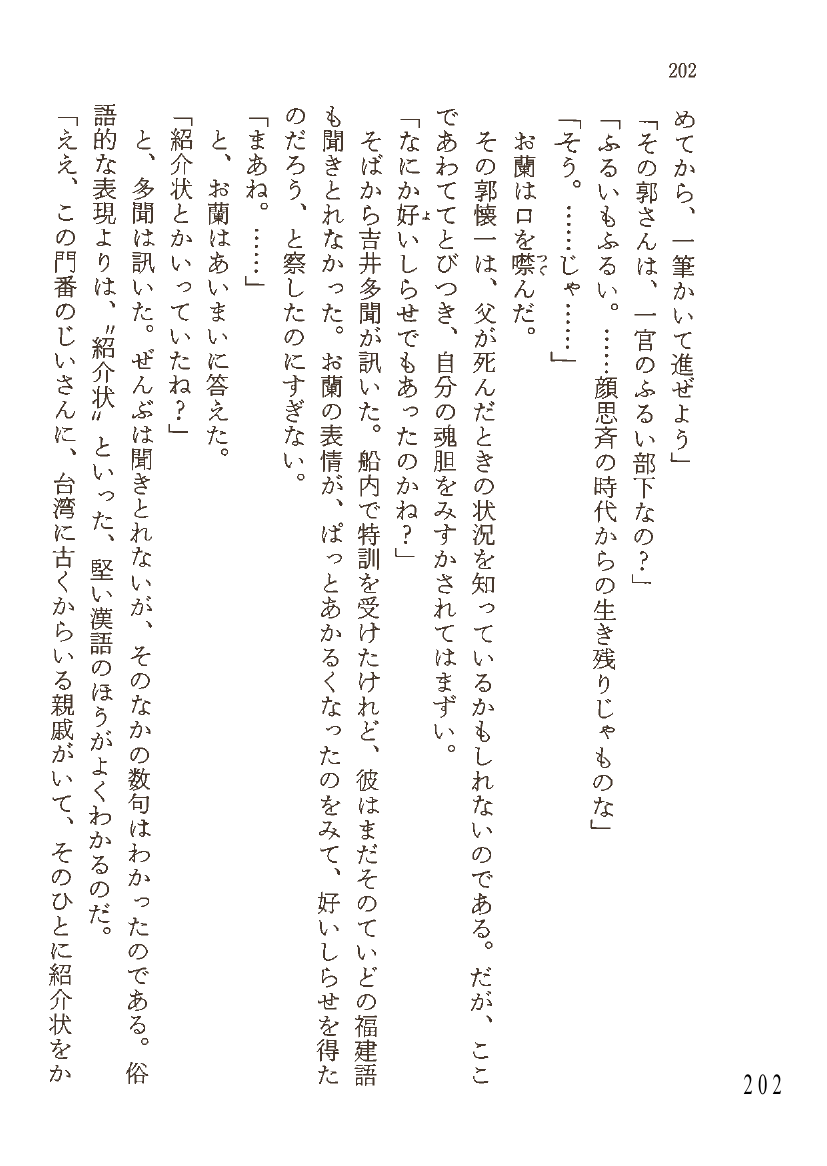 202
めてから、一筆かいて進ぜよう」
「その郭さんは、一官のふるい部下なの？」
「ふるいもふるい。……顔思斉の時代からの生き残りじゃものな」
「そう。……じゃ……」
お蘭は口を噤んだ。
その郭懐一は、父が死んだときの状況を知っているかもしれないのである。だが、ここ
であわててとびつき、自分の魂胆をみすかされてはまずい。
「なにか好いしらせでもあったのかね？」
そばから吉井多聞が訊いた。船内で特訓を受けたけれど、彼はまだそのていどの福建語
も聞きとれなかった。お蘭の表情が、ぱっとあかるくなったのをみて、好いしらせを得た
のだろう、と察したのにすぎない。
「まあね。……」
と、お蘭はあいまいに答えた。
「紹介状とかいっていたね？」
と、多聞は訊いた。ぜんぶは聞きとれないが、そのなかの数句はわかったのである。俗
語的な表現よりは、〝紹介状〟といった、堅い漢語のほうがよくわかるのだ。
「ええ、この門番のじいさんに、台湾に古くからいる親戚がいて、そのひとに紹介状をか
202